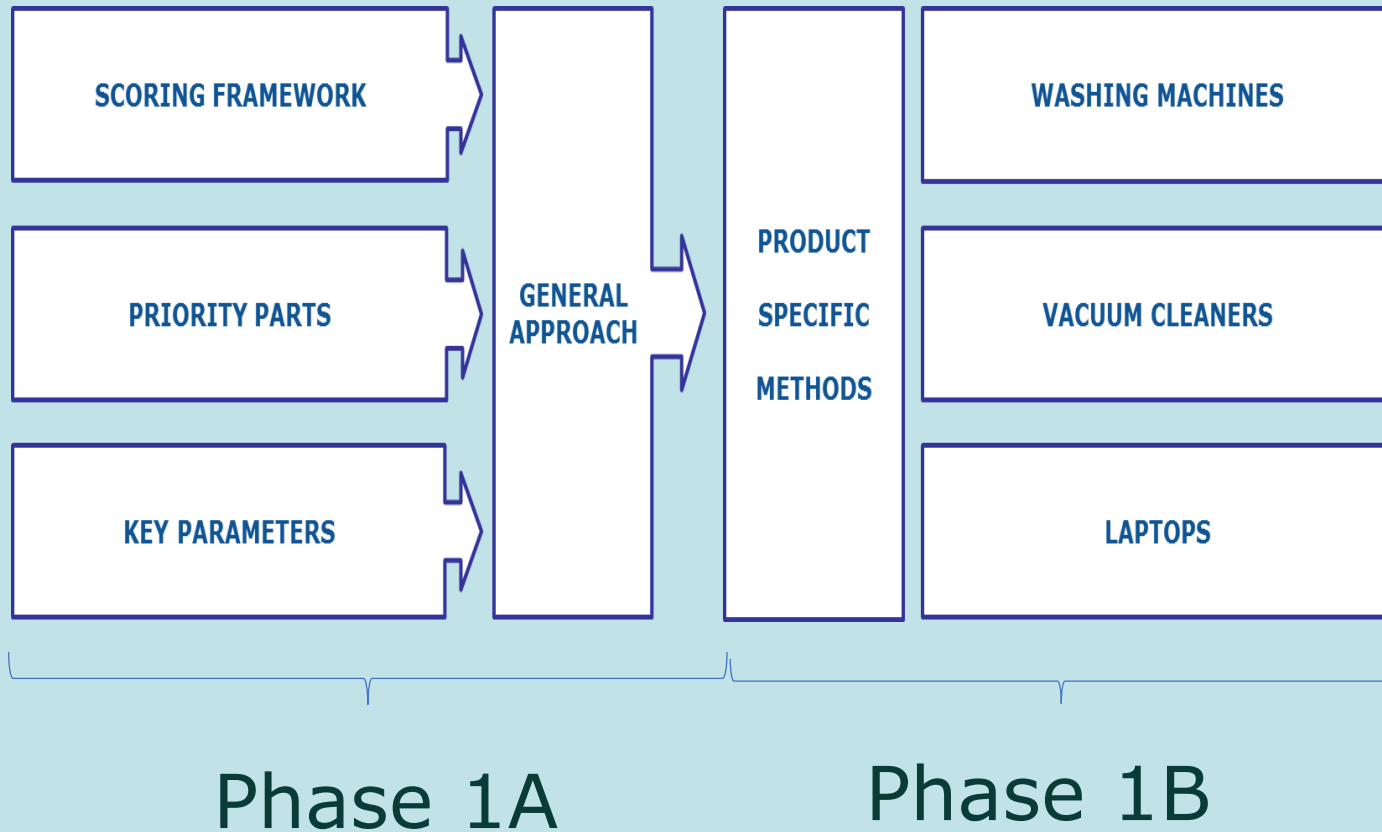 SCORING FRAMEWORK
PRIORITY PARTS
KEY PARAMETERS
GENERAL
APPROACH
PRODUCT
SPECIFIC
METHODS
WASHING MACHINES
VACUUM CLEANERS
LAPTOPS
Phase 1A
Phase 1B